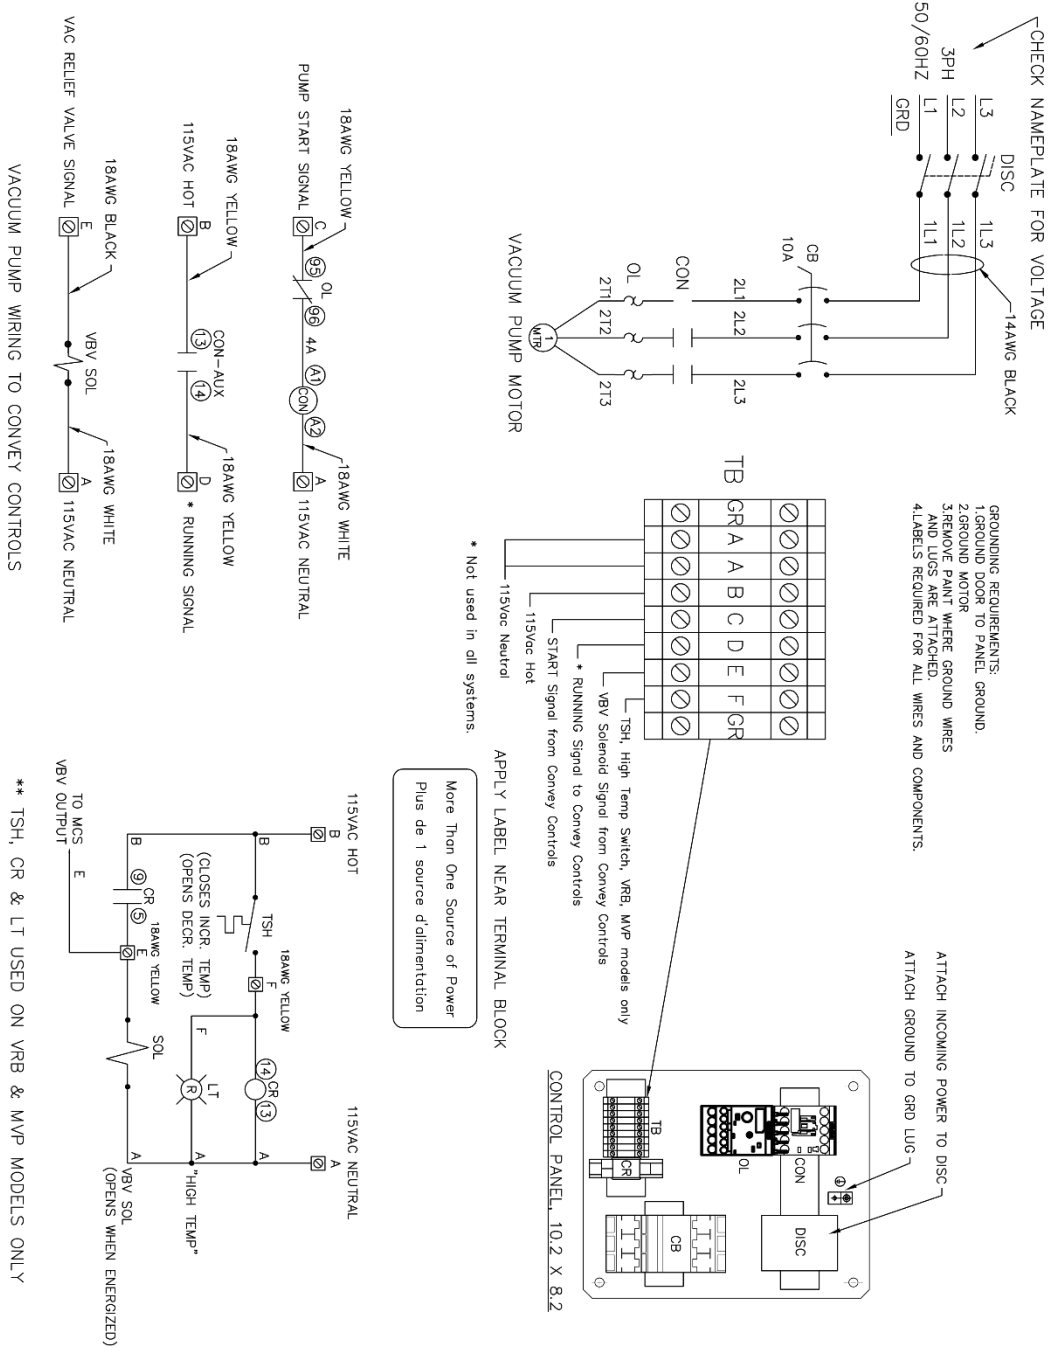 CHECK NAMEPLATE FOR VOLTAGE
3PH
50/60HZ
L3
L2
L1
GRD
DISC
1L3
1L2
1L1
14AWG BLACK
CB
10A
2L1
2L2
2L3
CON
OL
2T1
2T2
2T3
1
MTR
VACUUM PUMP MOTOR
GROUNDING REQUIREMENTS:
1.GROUND DOOR TO PANEL GROUND.
2.GROUND MOTOR
3.REMOVE PAINT WHERE GROUND WIRES
AND LUGS ARE ATTACHED.
4.LABELS REQUIRED FOR ALL WIRES AND COMPONENTS.
TB
GR A A B C D E F GR
TSH, High Temp Switch, VRB, MVP models only
VBV Solenoid Signal from Convey Controls
* RUNNING Signal to Convey Controls
START Signal from Convey Controls
115Vac Hot
115Vac Neutral
* Not used in all systems.
ATTACH INCOMING POWER TO DISC
ATTACH GROUND TO GRD LUG
DISC
CON
OL
CB
TB
CR
CONTROL PANEL, 10.2 X 8.2
APPLY LABEL NEAR TERMINAL BLOCK
More Than One Source of Power
Plus de 1 source d'alimentation
18AWG YELLOW
18AWG WHITE
PUMP START SIGNAL
C
95
OL
96
4A
A1
CON
A2
A
115VAC NEUTRAL
18AWG YELLOW
18AWG YELLOW
115VAC HOT
B
13
CON-AUX
14
D
* RUNNING SIGNAL
18AWG BLACK
18AWG WHITE
VAC RELIEF VALVE SIGNAL
E
VBV SOL
A
115VAC NEUTRAL
VACUUM PUMP WIRING TO CONVEY CONTROLS
115VAC HOT
B
115VAC NEUTRAL
A
B
TSH
18AWG YELLOW
F
14
CR
13
A
(CLOSES INCR. TEMP)
(OPENS DECR. TEMP)
F
LT
R
A
"HIGH TEMP"
B
9
CR
5
18AWG YELLOW
E
SOL
A
VBV SOL
(OPENS WHEN ENERGIZED)
TO MCS
VBV OUTPUT
E
** TSH, CR & LT USED ON VRB & MVP MODELS ONLY